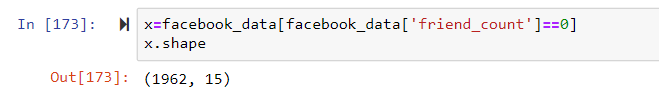 In [173]: x=facebook_data[facebook_data['friend_count']==0]
x.shape
Out[173]: (1962, 15)